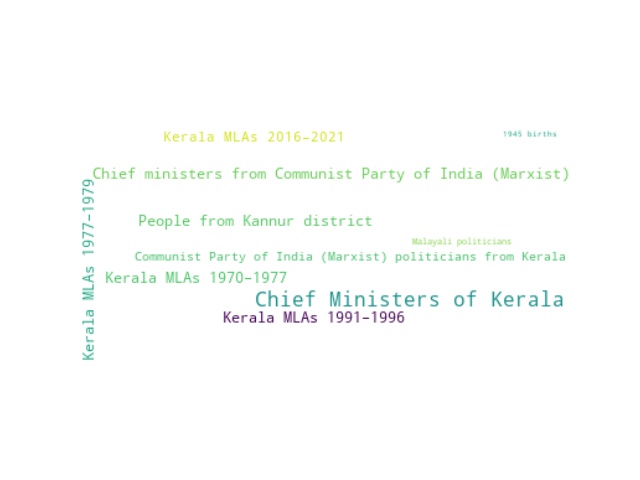 Kerala MLAs 2016-2021
1945 births
Chief ministers from Communist Party of India (Marxist)
Kerala MLAs 1977-1979
People from Kannur district
Malayali politicians
Communist Party of India (Marxist) politicians from Kerala
Kerala MLAs 1970-1977
Chief Ministers of Kerala
Kerala MLAs 1991-1996